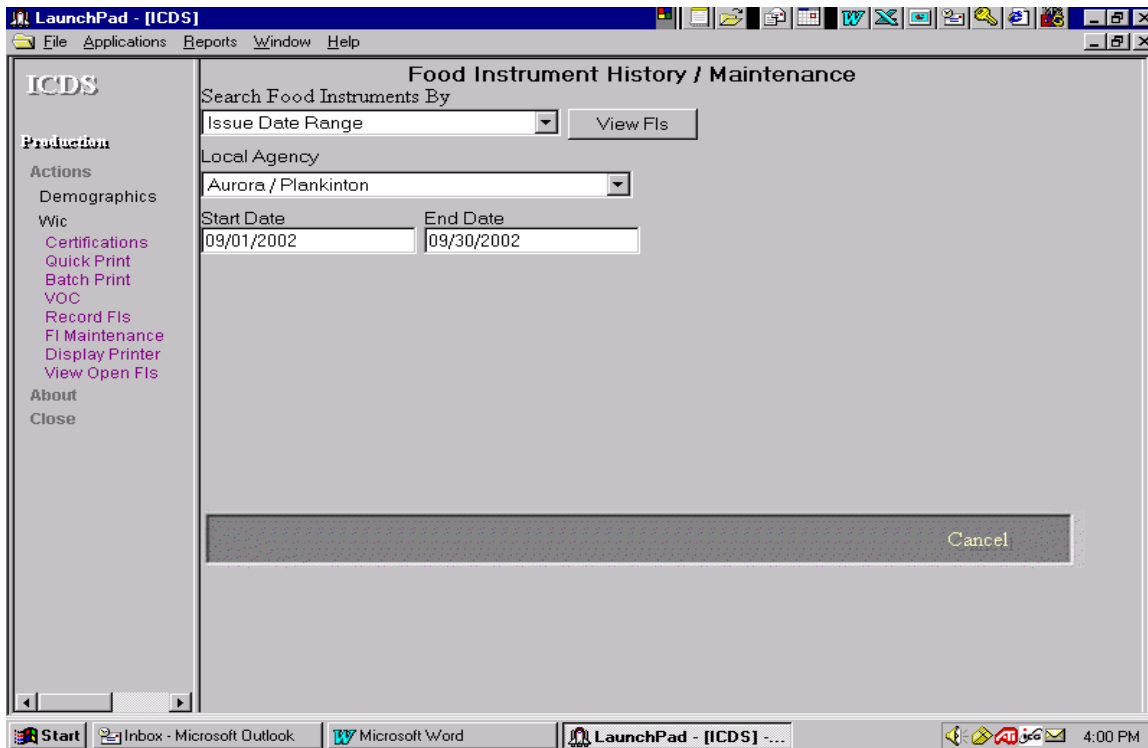 LaunchPad - [ICDS]
File Applications Reports Window Help
ICDS
Production
Actions
Demographics
Wic
Certifications
Quick Print
Batch Print
VOC
Record FIs
FI Maintenance
Display Printer
View Open FIs
About
Close
Food Instrument History / Maintenance
Search Food Instruments By
Issue Date Range View FIs
Local Agency
Aurora / Plankinton
Start Date End Date
09/01/2002 09/30/2002
Cancel
Start Inbox - Microsoft Outlook Microsoft Word LaunchPad - [ICDS] -... 4:00 PM